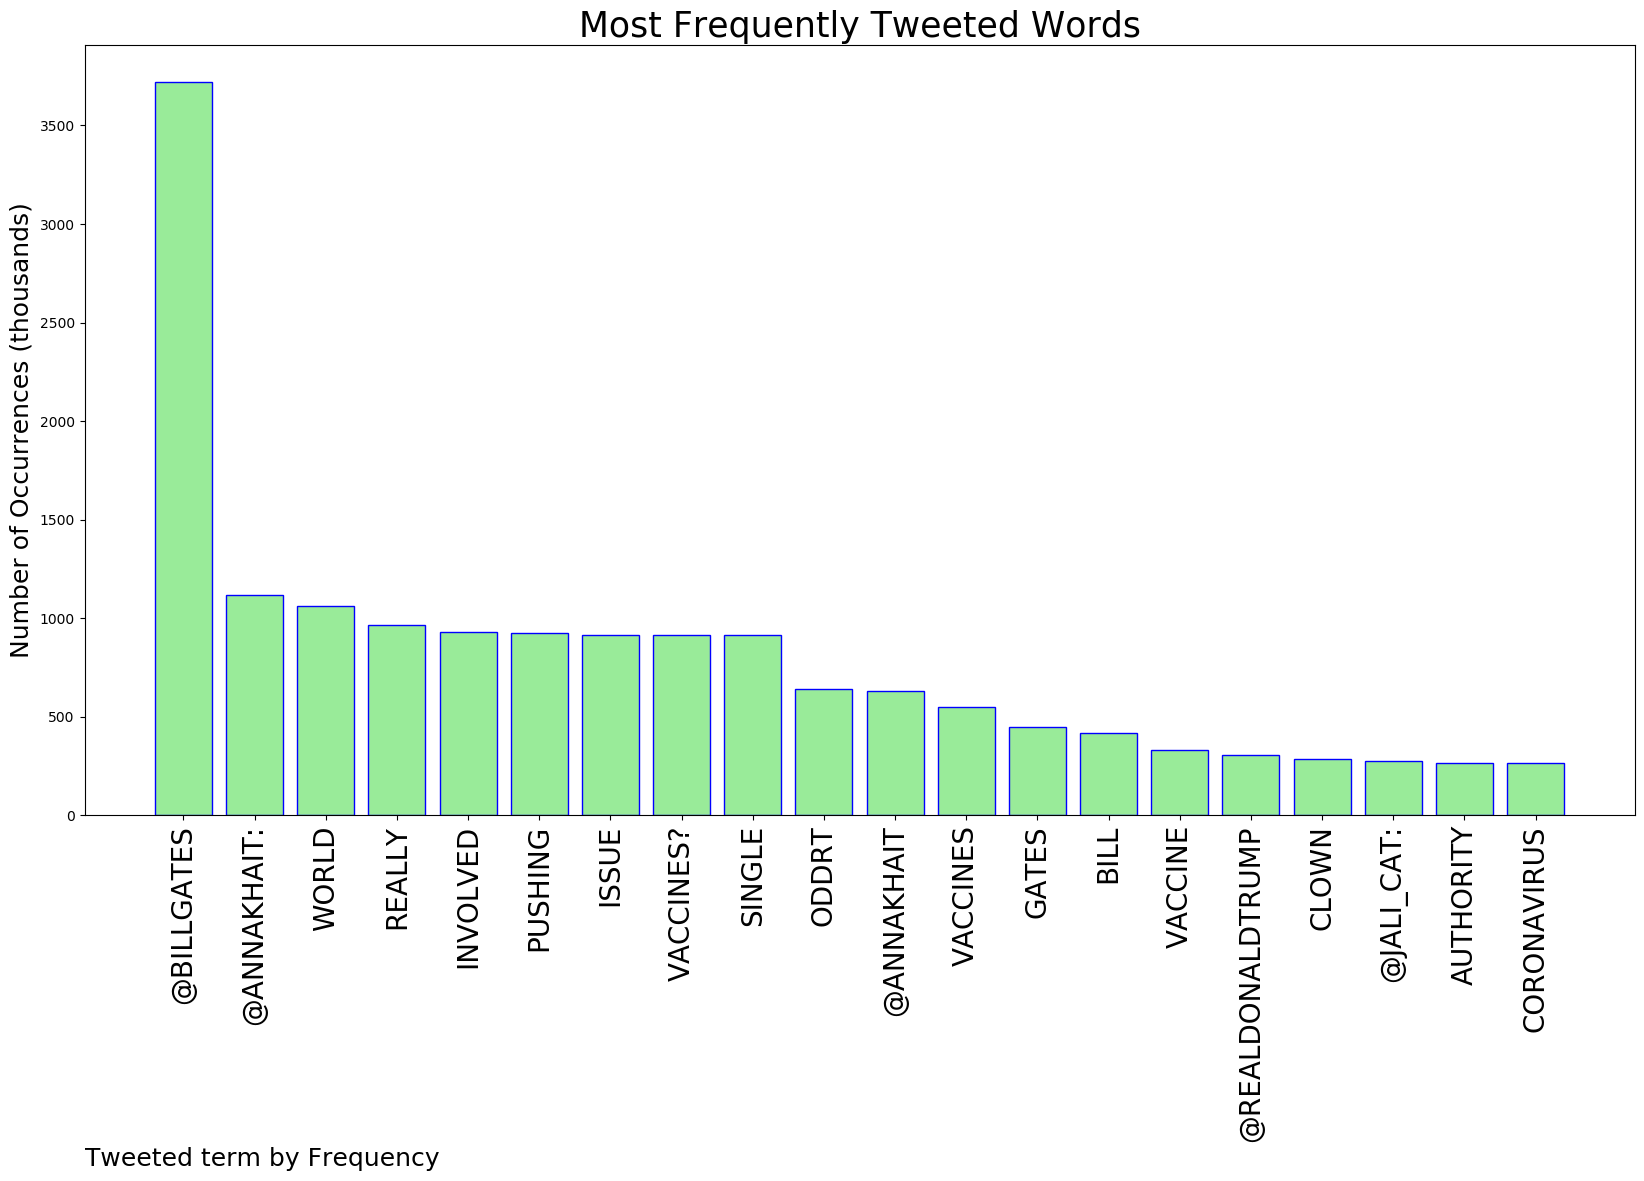 Most Frequently Tweeted Words
Number of Occurrences (thousands)
3500
3000
2500
2000
1500
1000
500
0
@BILLGATES
@ANNAKHAIT:
WORLD
REALLY
INVOLVED
PUSHING
ISSUE
VACCINES?
SINGLE
ODDRT
@ANNAKHAIT
VACCINES
GATES
BILL
VACCINE
@REALDONALDTRUMP
CLOWN
@JALI_CAT:
AUTHORITY
CORONAVIRUS
Tweeted term by Frequency